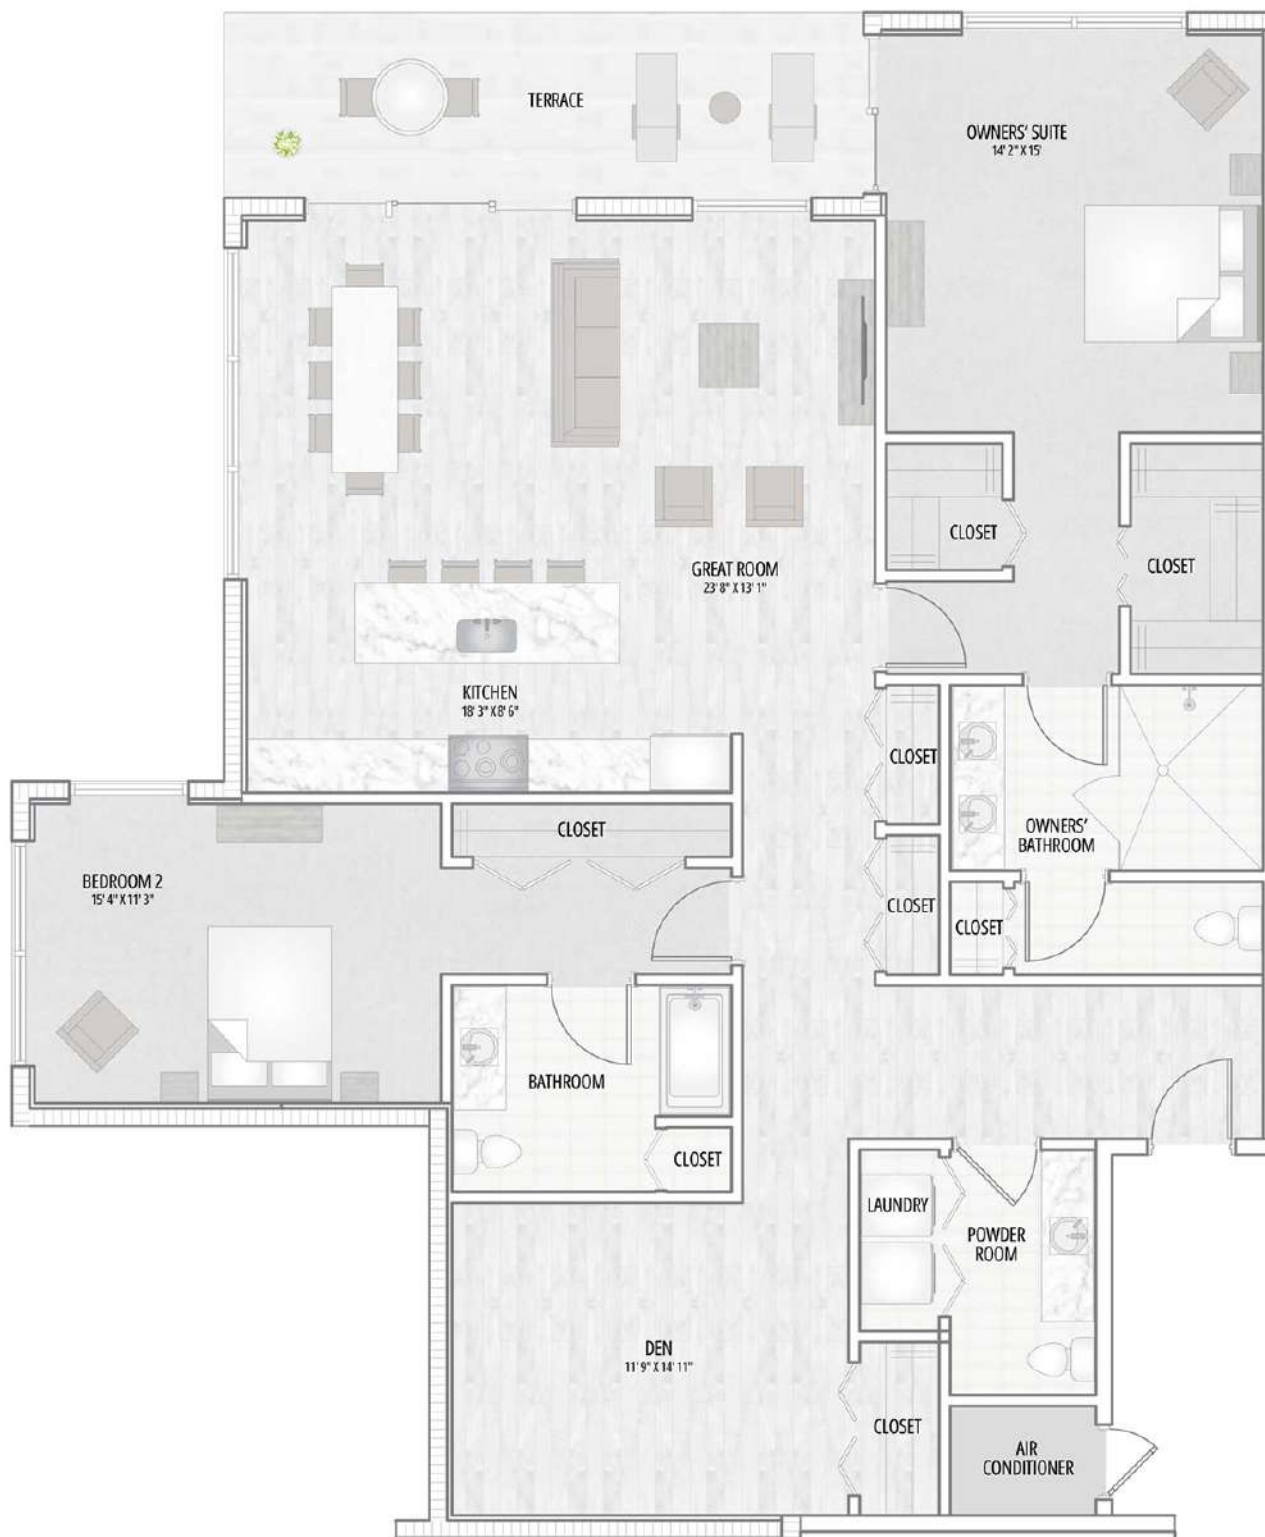 TERRACE
OWNERS' SUITE
14' 2" X 15'
CLOSET
CLOSET
GREAT ROOM
23' 8" X 13' 1"
KITCHEN
18' 3" X 8' 6"
CLOSET
OWNERS'
BATHROOM
CLOSET
BEDROOM 2
15' 4" X 11' 3"
CLOSET
CLOSET
BATHROOM
CLOSET
LAUNDRY
POWDER
ROOM
DEN
11' 9" X 14' 11"
CLOSET
AIR
CONDITIONER